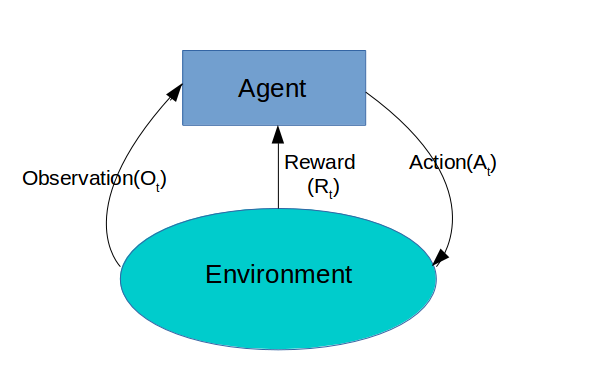 Agent
Observation(Oₜ)
Reward
(Rₜ)
Action(Aₜ)
Environment